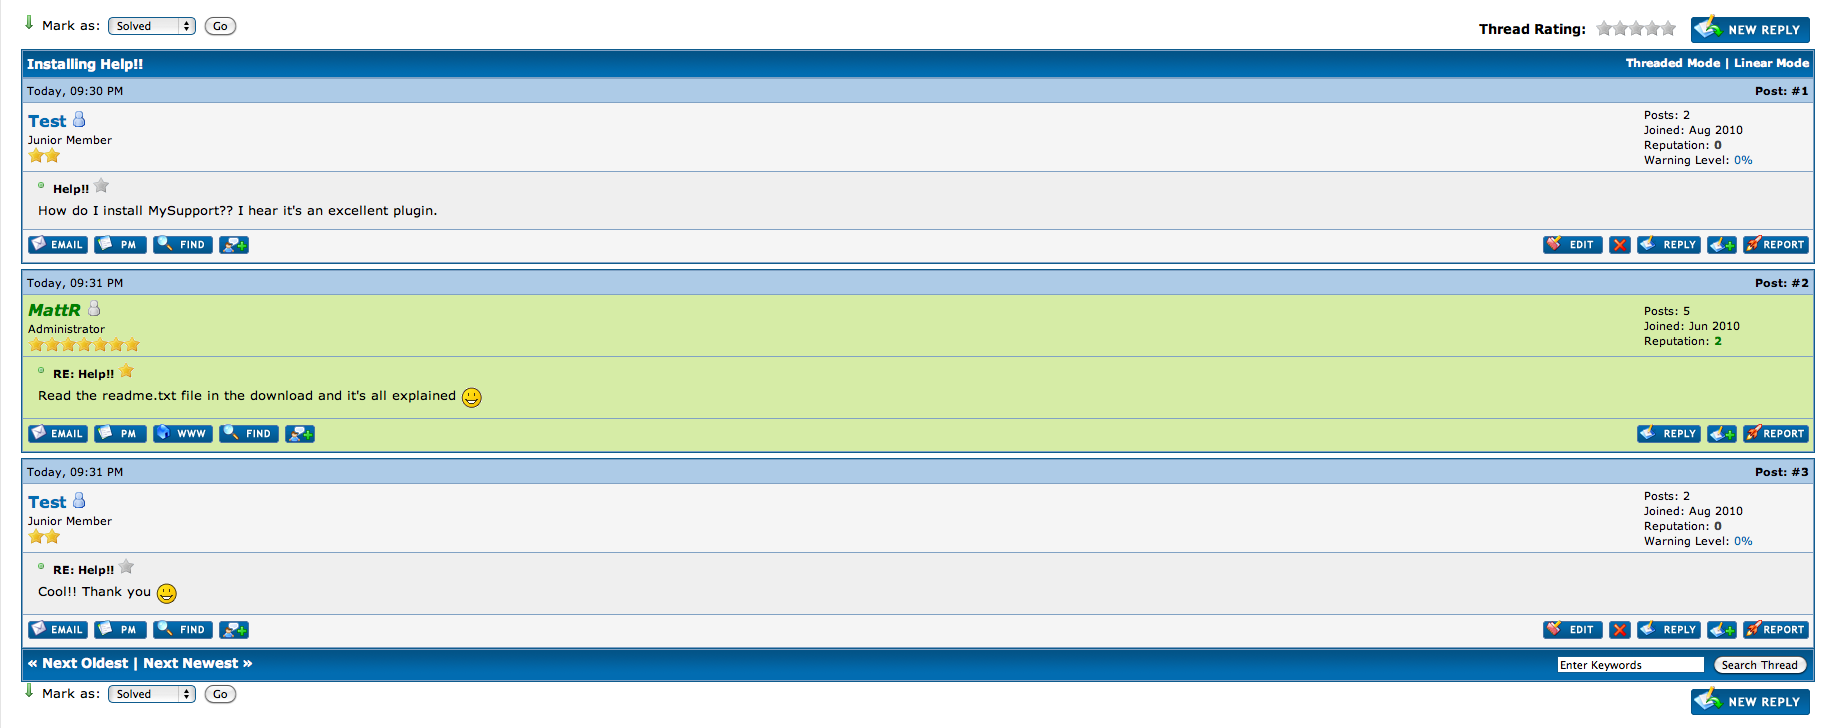 Mark as: Solved Go
Thread Rating: NEW REPLY
Installing Help!! Threaded Mode | Linear Mode
Today, 09:30 PM Post: #1
Test
Junior Member
Posts: 2
Joined: Aug 2010
Reputation: 0
Warning Level: 0%
Help!!
How do I install MySupport?? I hear it's an excellent plugin.
EMAIL PM FIND EDIT REPLY REPORT
Today, 09:31 PM Post: #2
MattR
Administrator
Posts: 5
Joined: Jun 2010
Reputation: 2
RE: Help!!
Read the readme.txt file in the download and it's all explained
EMAIL PM WWW FIND REPLY REPORT
Today, 09:31 PM Post: #3
Test
Junior Member
Posts: 2
Joined: Aug 2010
Reputation: 0
Warning Level: 0%
RE: Help!!
Cool!! Thank you
EMAIL PM FIND EDIT REPLY REPORT
« Next Oldest | Next Newest » Enter Keywords Search Thread
Mark as: Solved Go NEW REPLY